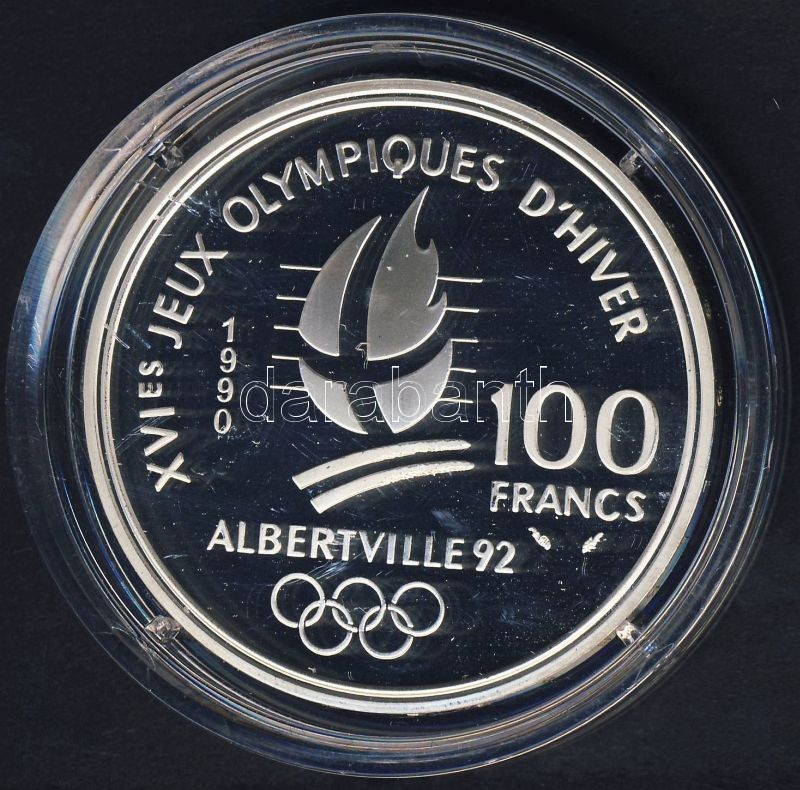 XVIES JEUX OLYMPIQUES D'HIVER
1990
darabanth
100
FRANCS
ALBERTVILLE 92